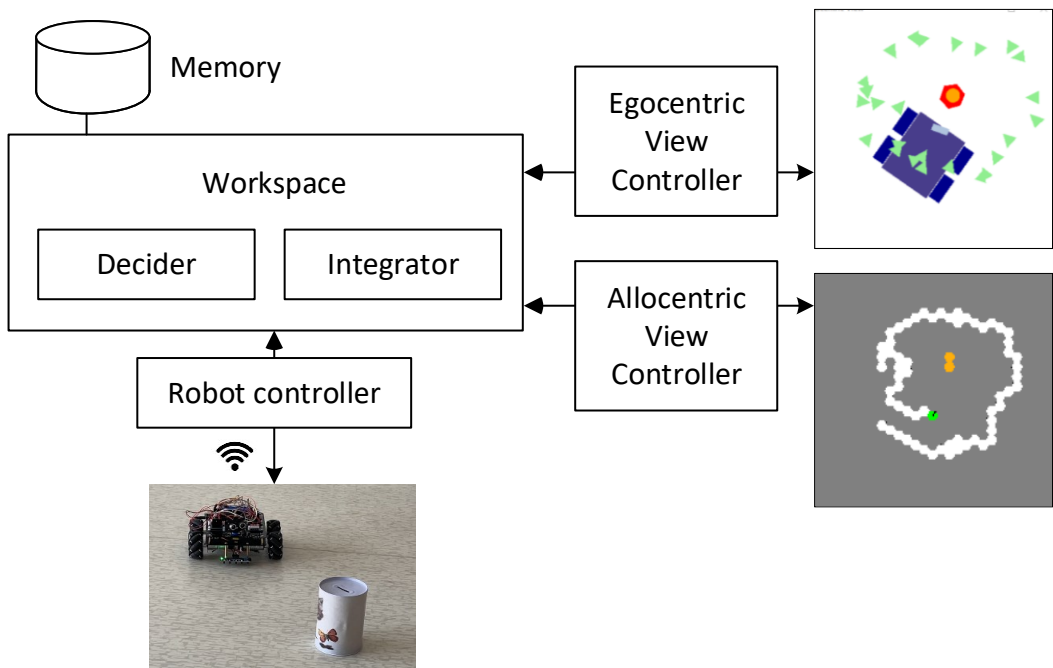 Memory
Workspace
Decider
Integrator
Robot controller
Egocentric
View
Controller
Allocentric
View
Controller